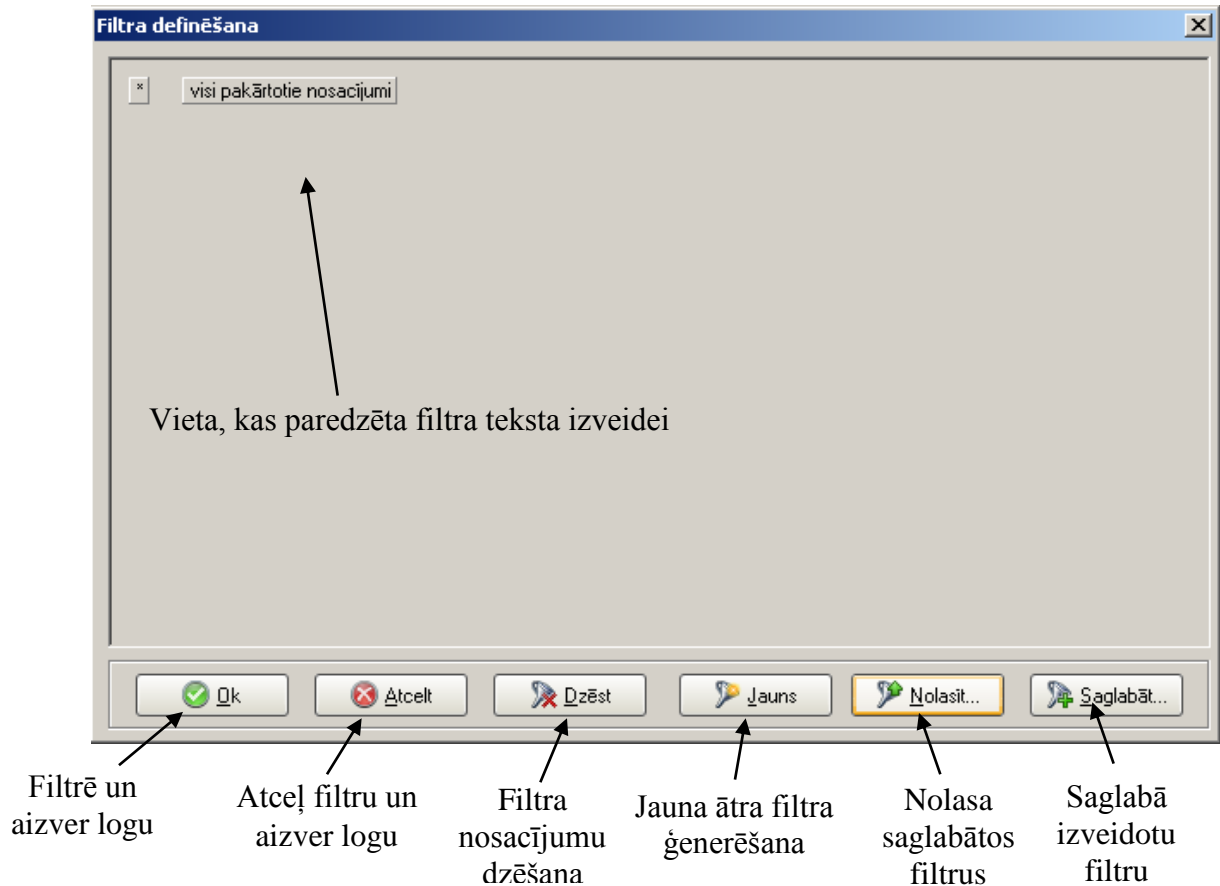 Filtra definēšana
* visi pakārtotie nosacījumi
Vieta, kas paredzēta filtra teksta izveidei
Ok Atcelt Dzēst Jauns Nolasīt... Saglabāt...
Filtrē un
aizver logu
Atceļ filtru un
aizver logu
Filtra
nosacījumu
dzēšana
Jauna ātra filtra
ģenerēšana
Nolasa
saglabātos
filtrus
Saglabā
izveidotu
filtru